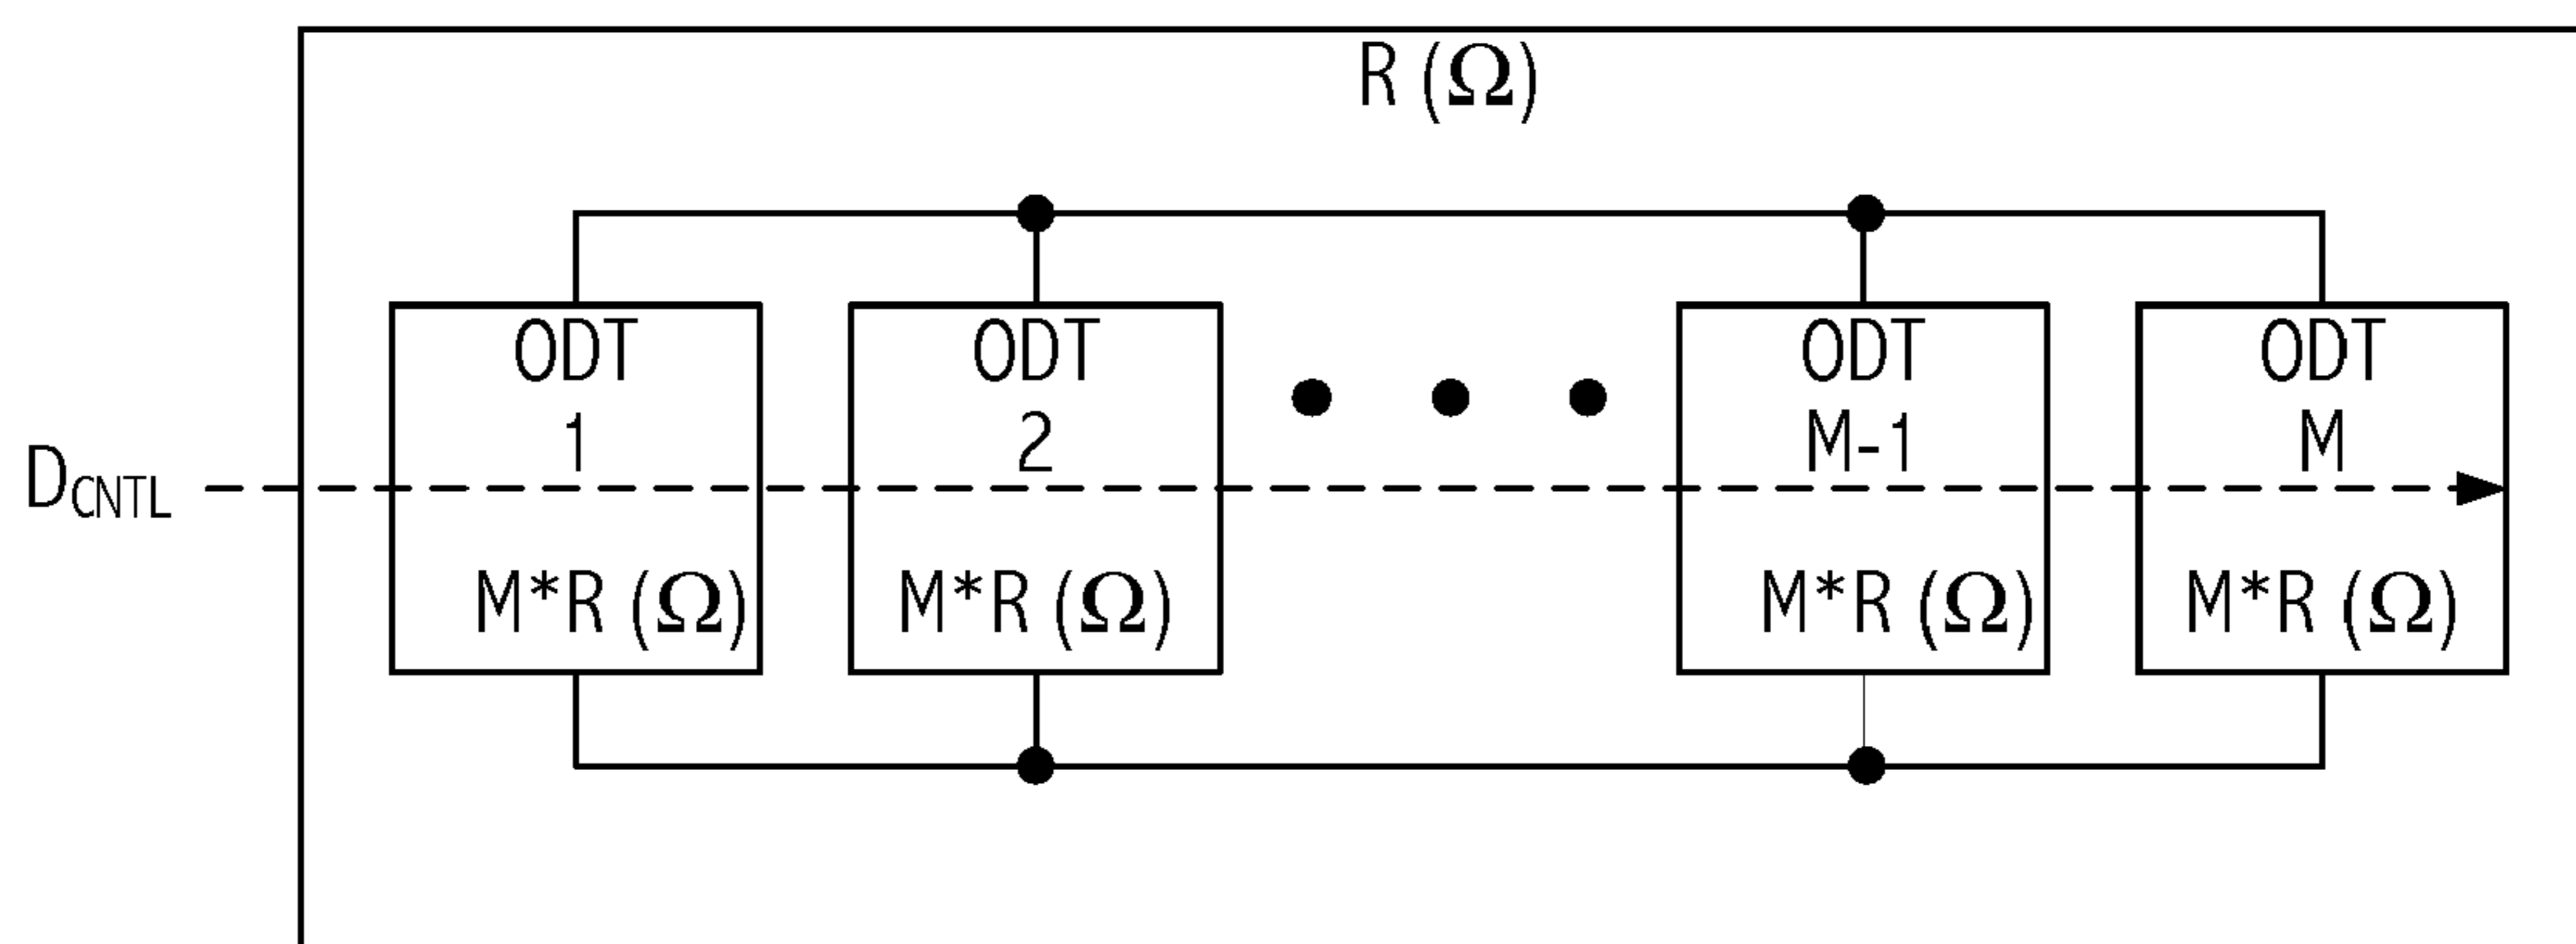 R (Ω)
ODT
1
M*R (Ω)
ODT
2
M*R (Ω)
ODT
M-1
M*R (Ω)
ODT
M
M*R (Ω)
DCNTL